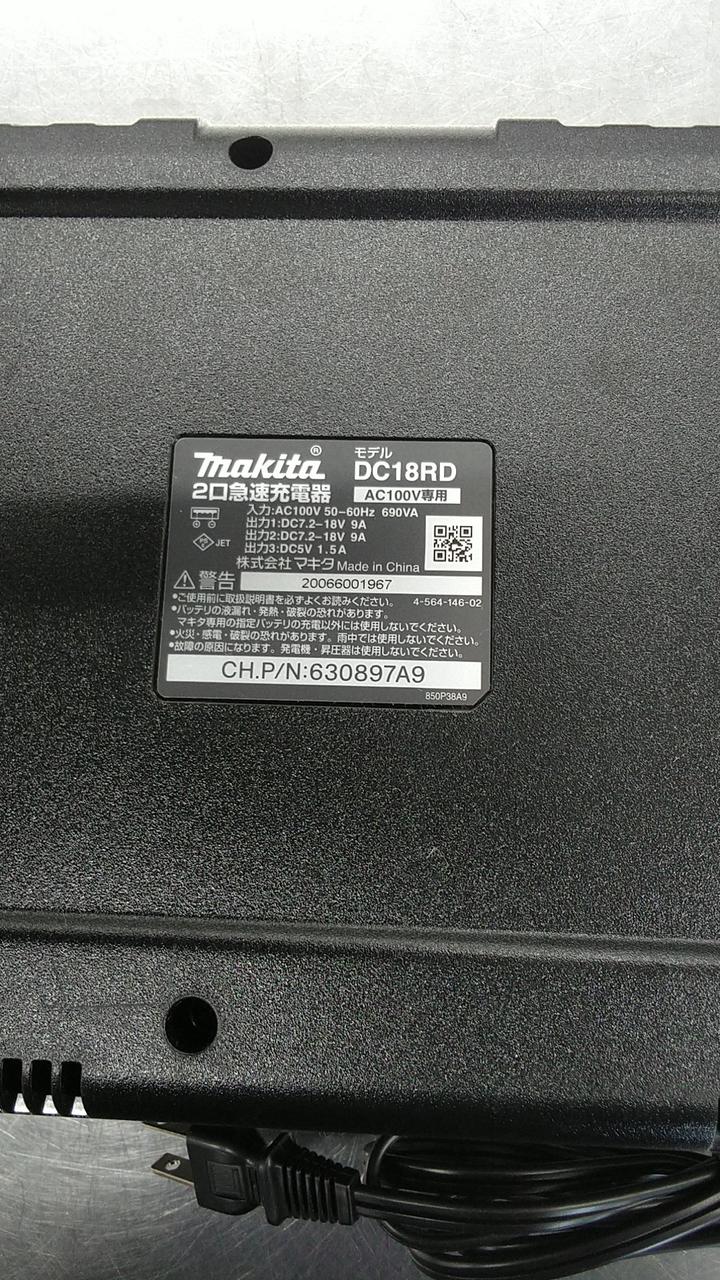 makita® モデル DC18RD
2口急速充電器 AC100V専用
入力:AC100V 50-60Hz 690VA
出力1:DC7.2-18V 9A
出力2:DC7.2-18V 9A
出力3:DC5V 1.5A
JET
株式会社 マキタ Made in China
警告 20066001967
•ご使用前に取扱説明書を必ずよくお読みください。 4-564-146-02
•バッテリの液漏れ・発熱・破裂の恐れがあります。
マキタ専用の指定バッテリの充電以外には使用しないでください。
•火災・感電・破裂の恐れがあります。雨中では使用しないでください。
•故障の原因になります。発電機・昇圧器は使用しないでください。
CH.P/N:630897A9
850P38A9